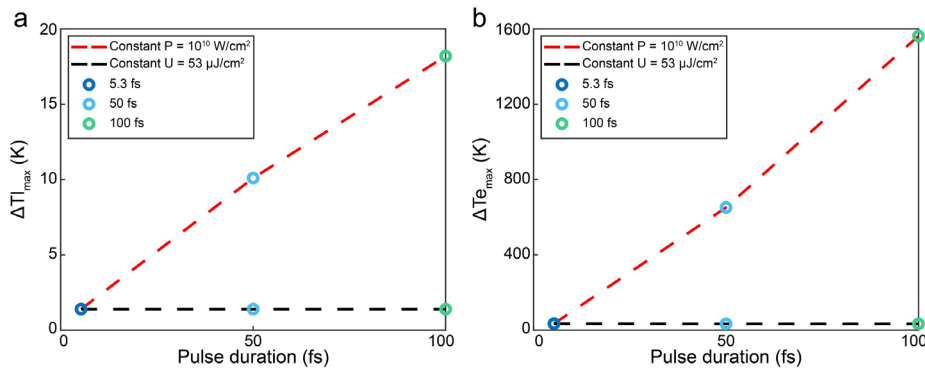 a
20
15
10
5
0
ΔTl_max (K)
Constant P = 10¹⁰ W/cm²
Constant U = 53 μJ/cm²
5.3 fs
50 fs
100 fs
0 50 100
Pulse duration (fs)
b
1600
1200
800
400
0
ΔTe_max (K)
Constant P = 10¹⁰ W/cm²
Constant U = 53 μJ/cm²
5.3 fs
50 fs
100 fs
0 50 100
Pulse duration (fs)